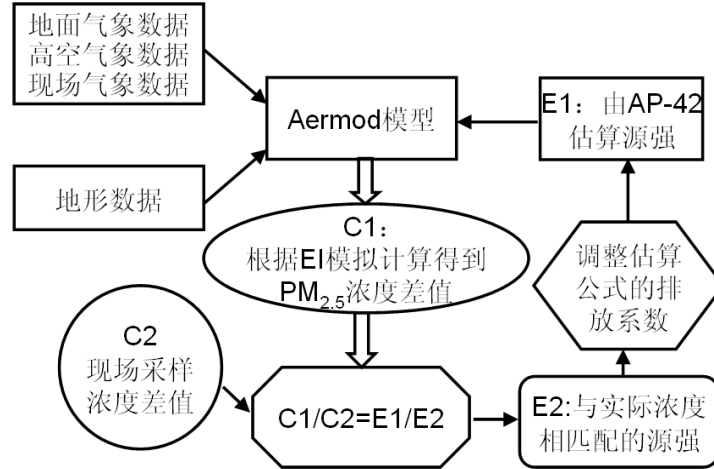 地面气象数据
高空气象数据
现场气象数据
地形数据
Aermod模型
E1：由AP-42
估算源强
C1：
根据EI模拟计算得到
PM2.5浓度差值
调整估算
公式的排
放系数
C2
现场采样
浓度差值
C1/C2=E1/E2
E2:与实际浓度
相匹配的源强